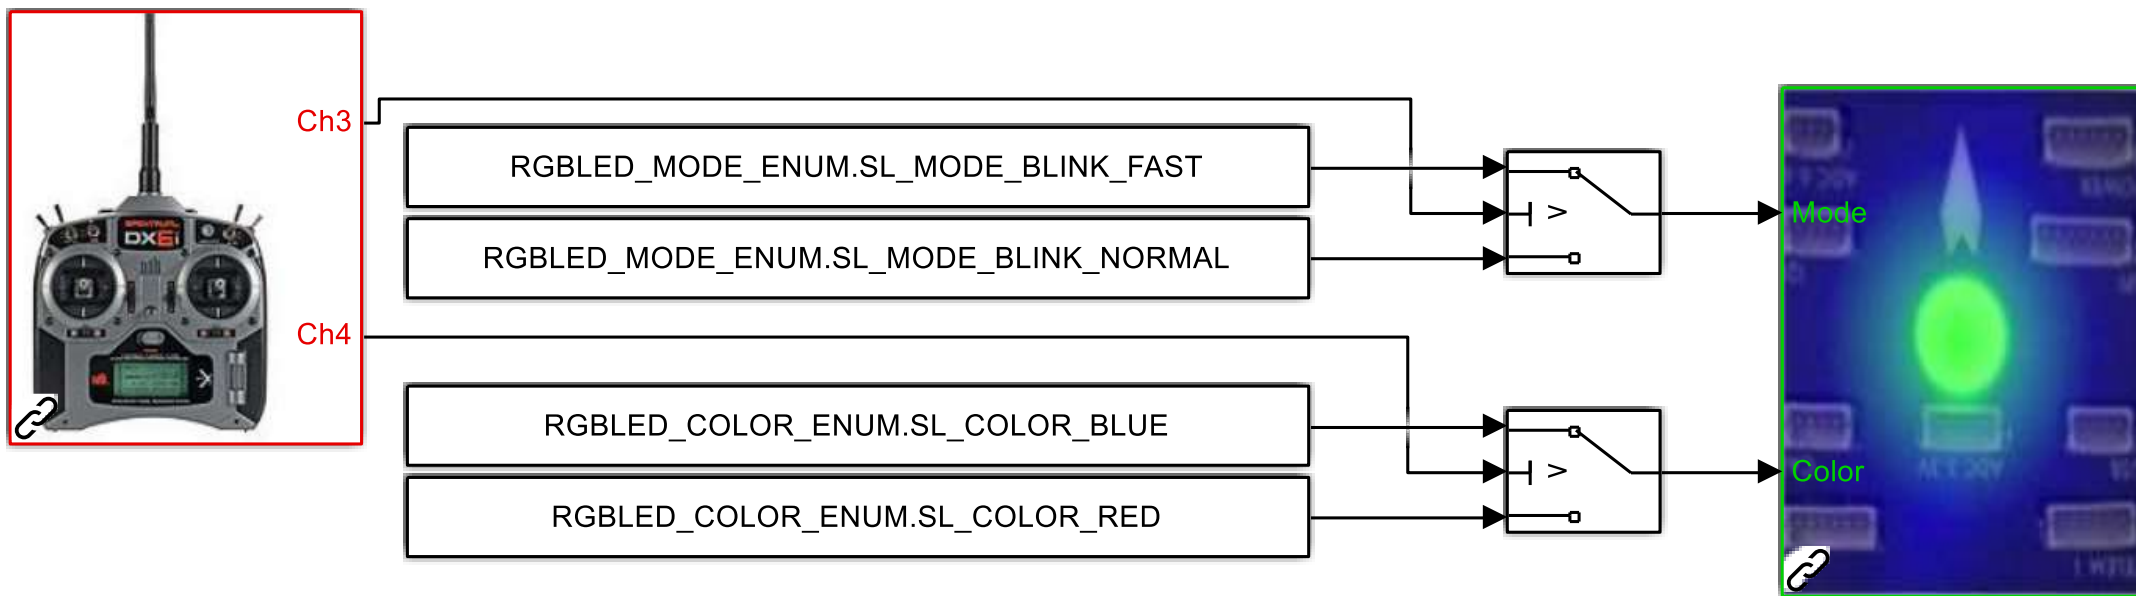 Ch3
RGBLED_MODE_ENUM.SL_MODE_BLINK_FAST
>
Mode
RGBLED_MODE_ENUM.SL_MODE_BLINK_NORMAL
DX6i
Ch4
RGBLED_COLOR_ENUM.SL_COLOR_BLUE
>
Color
RGBLED_COLOR_ENUM.SL_COLOR_RED